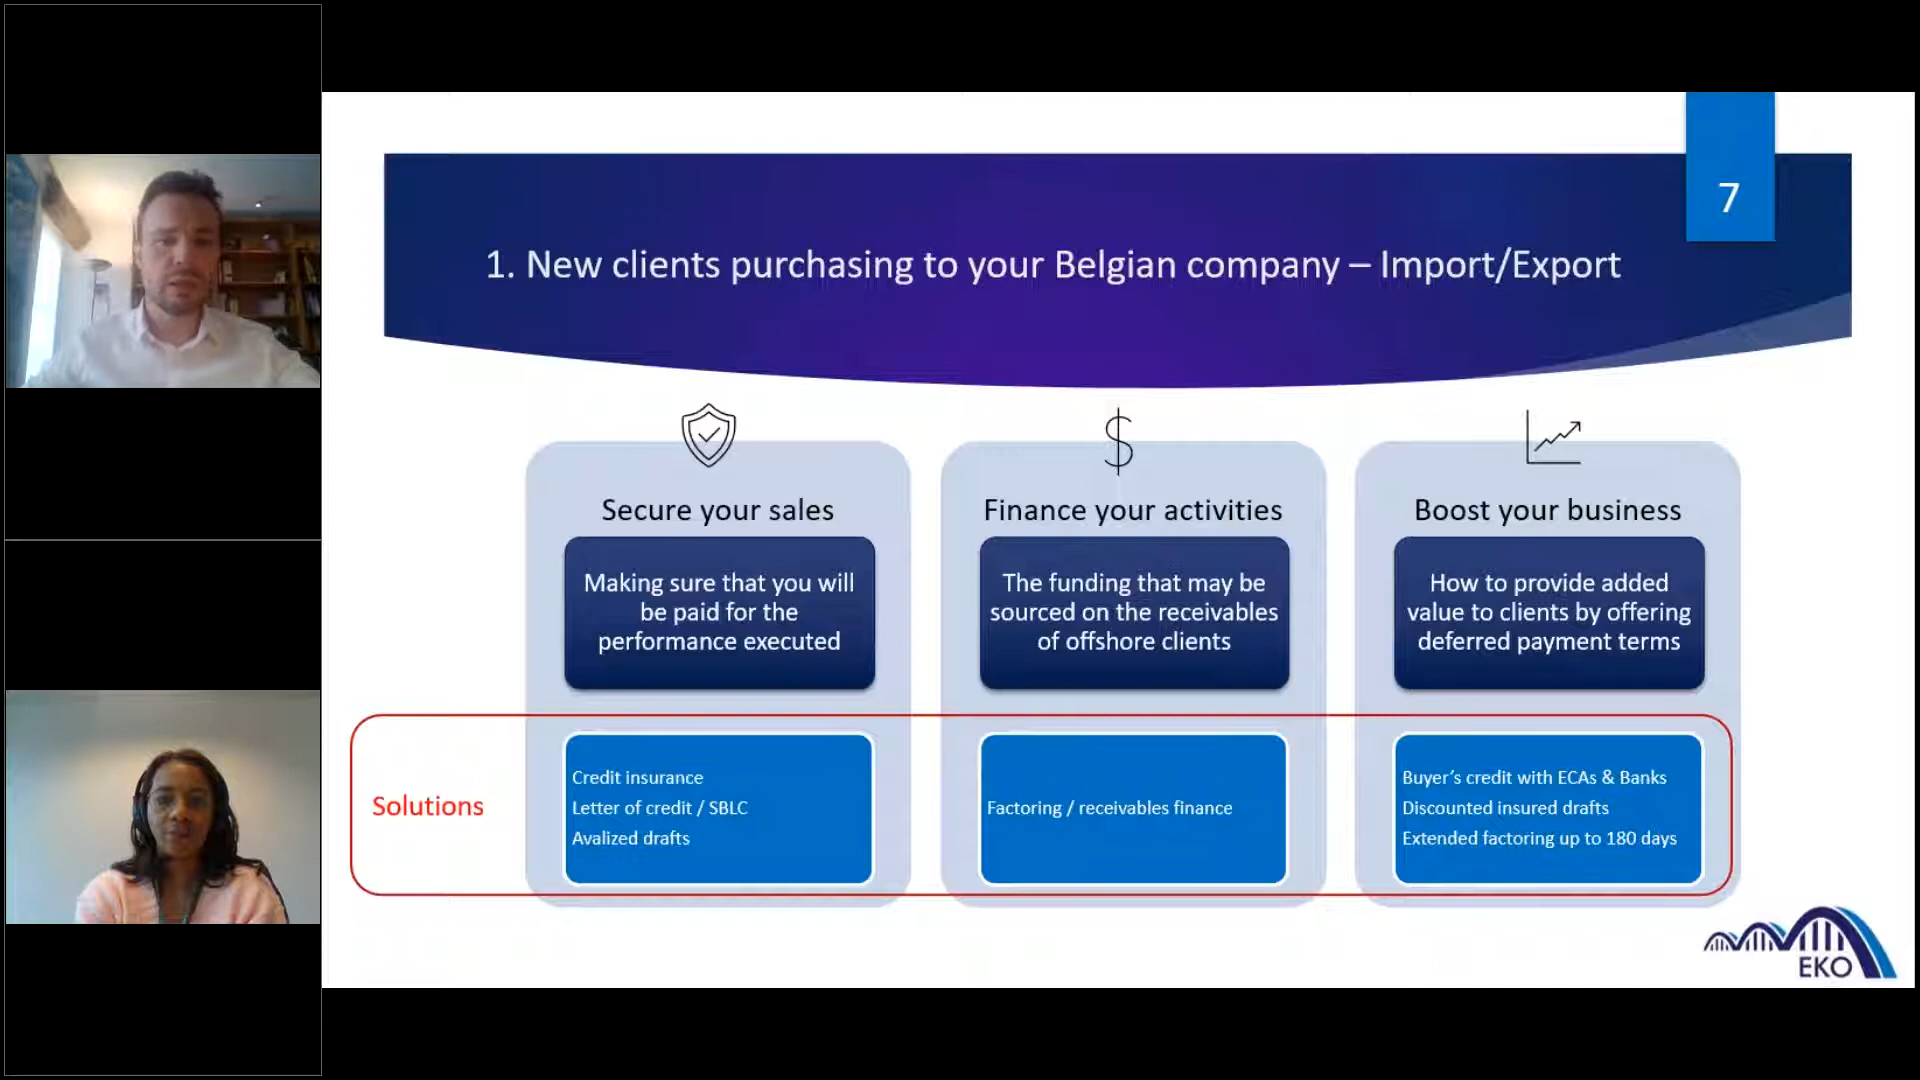 7
1. New clients purchasing to your Belgian company – Import/Export
Secure your sales
Making sure that you will
be paid for the
performance executed
Finance your activities
The funding that may be
sourced on the receivables
of offshore clients
Boost your business
How to provide added
value to clients by offering
deferred payment terms
Solutions
Credit insurance
Letter of credit / SBLC
Avalized drafts
Factoring / receivables finance
Buyer’s credit with ECAs & Banks
Discounted insured drafts
Extended factoring up to 180 days
EKO